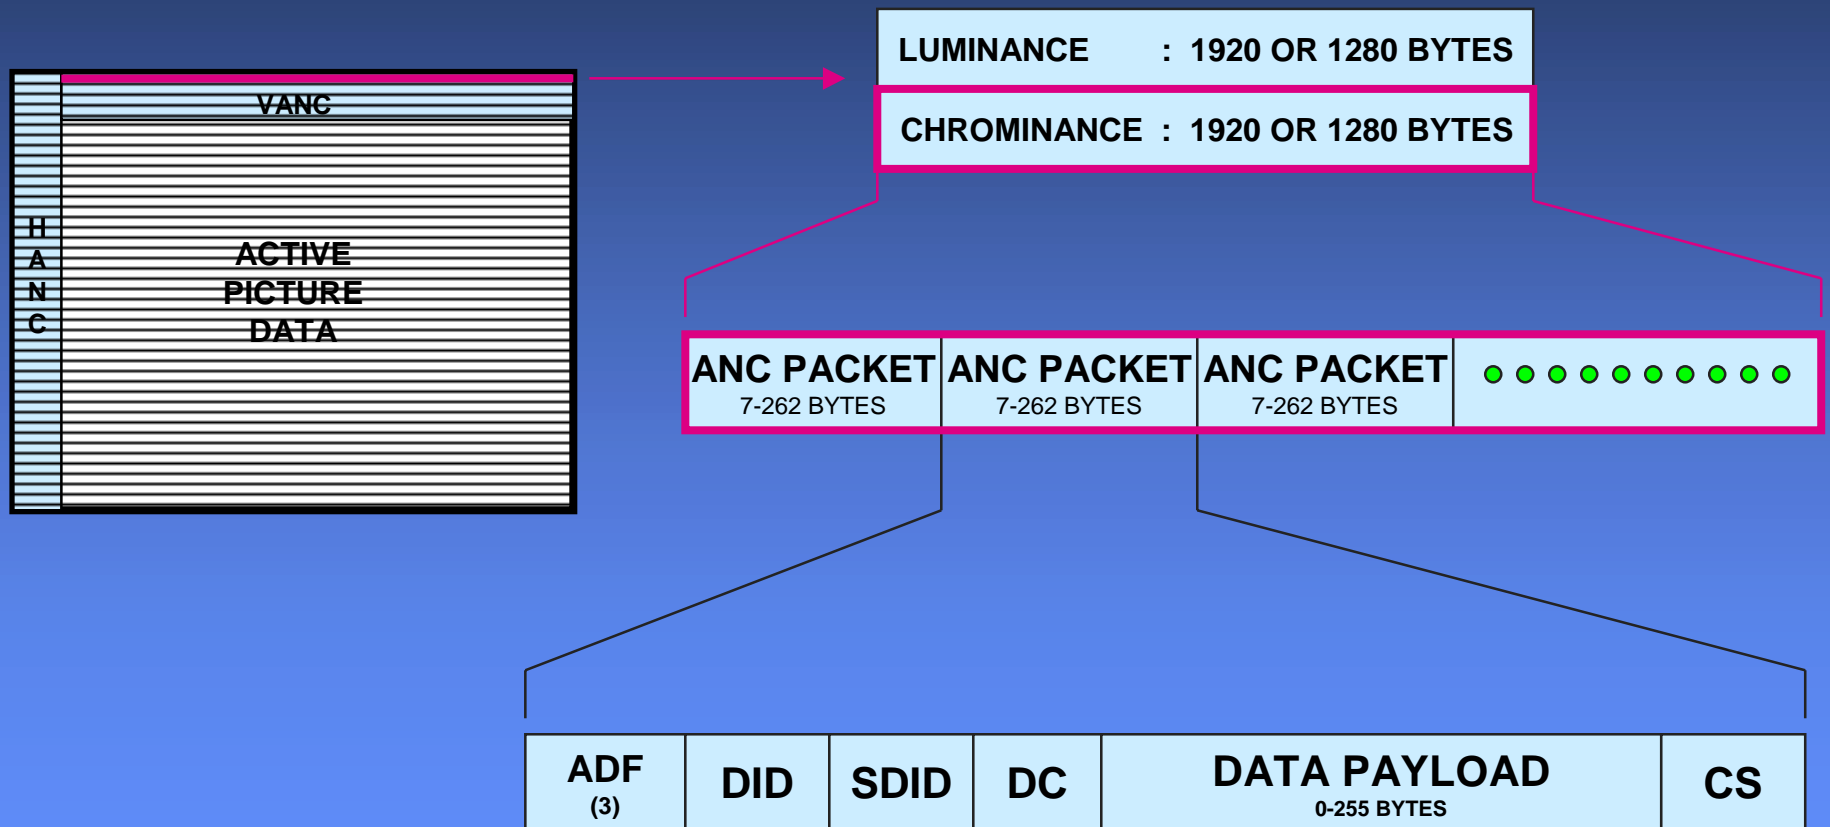 LUMINANCE : 1920 OR 1280 BYTES
CHROMINANCE : 1920 OR 1280 BYTES
VANC
H
A
N
C
ACTIVE
PICTURE
DATA
ANC PACKET
7-262 BYTES
ANC PACKET
7-262 BYTES
ANC PACKET
7-262 BYTES
ADF
(3)
DID
SDID
DC
DATA PAYLOAD
0-255 BYTES
CS